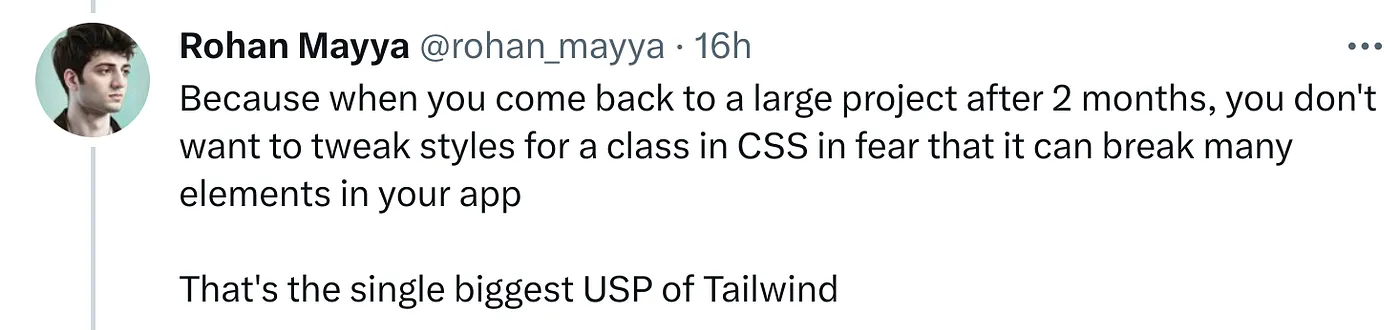 Rohan Mayya @rohan_mayya · 16h
Because when you come back to a large project after 2 months, you don't
want to tweak styles for a class in CSS in fear that it can break many
elements in your app
That's the single biggest USP of Tailwind